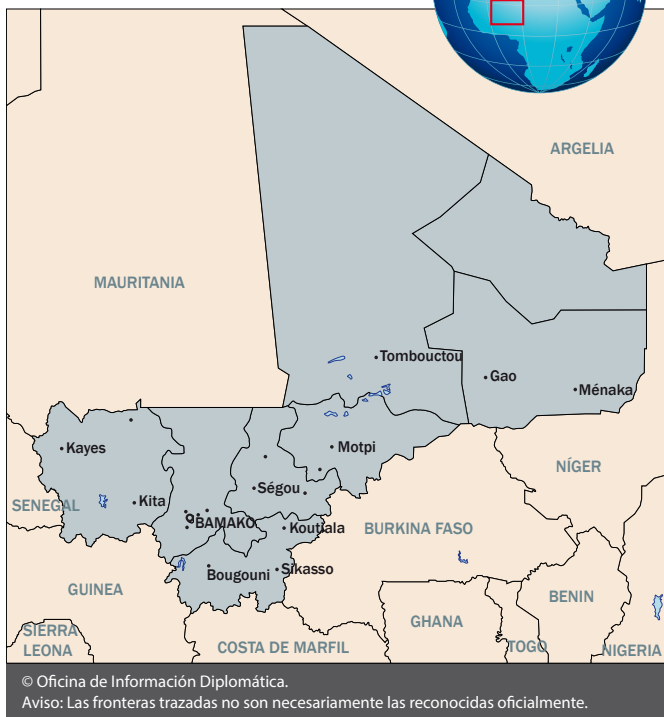 ARGELIA
MAURITANIA
Tombouctou
Gao
Ménaka
Kayes
Motpi
NÍGER
Ségou
SENEGAL
Kita
BAMAKO
Koutiala
BURKINA FASO
Sikasso
Bougouni
GUINEA
BENIN
GHANA
SIERRA
LEONA
COSTA DE MARFIL
TOGO
NIGERIA
© Oficina de Información Diplomática.
Aviso: Las fronteras trazadas no son necesariamente las reconocidas oficialmente.